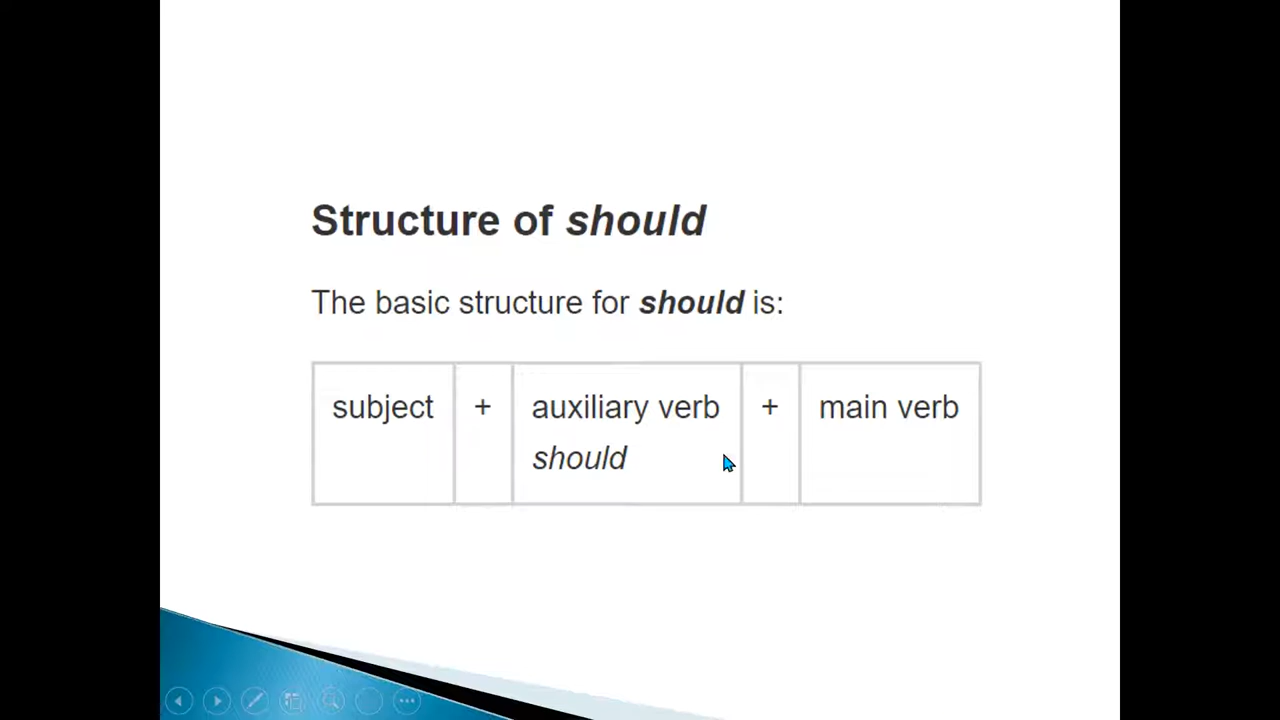 Structure of should
The basic structure for should is:
subject + auxiliary verb + main verb
should